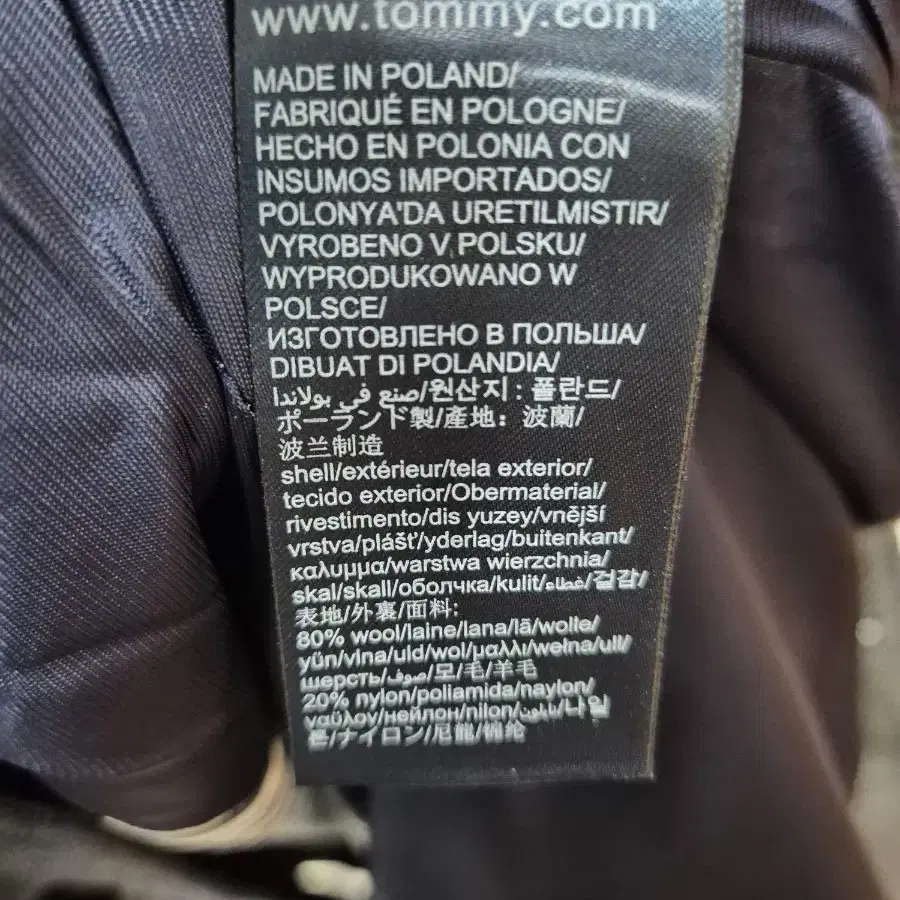 www.tommy.com
MADE IN POLAND/
FABRIQUÉ EN POLOGNE/
HECHO EN POLONIA CON
INSUMOS IMPORTADOS/
POLONYA'DA URETILMISTIR/
VYROBENO V POLSKU/
WYPRODUKOWANO W
POLSCE/
ИЗГОТОВЛЕНО В ПОЛЬША/
DIBUAT DI POLANDIA/
صنع في بولاندا/원산지 : 폴란드/
ポーランド製/產地：波蘭/
波兰制造
shell/extérieur/tela exterior/
tecido exterior/Obermaterial/
rivestimento/dis yuzey/vnější
vrstva/plášť/yderlag/buitenkant/
καλυμμα/warstwa wierzchnia/
skal/skall/оболчка/kulit/غطاء/겉감/
表地/外裏/面料:
80% wool/laine/lana/lã/wolle/
yün/vlna/uld/wol/μαλλι/wełna/ull/
шерсть/صوف/모/毛/羊毛
20% nylon/poliamida/naylon/
ναΰλον/нейлон/nilon/نايلون/나일
론/ナイロン/尼龍/锦纶